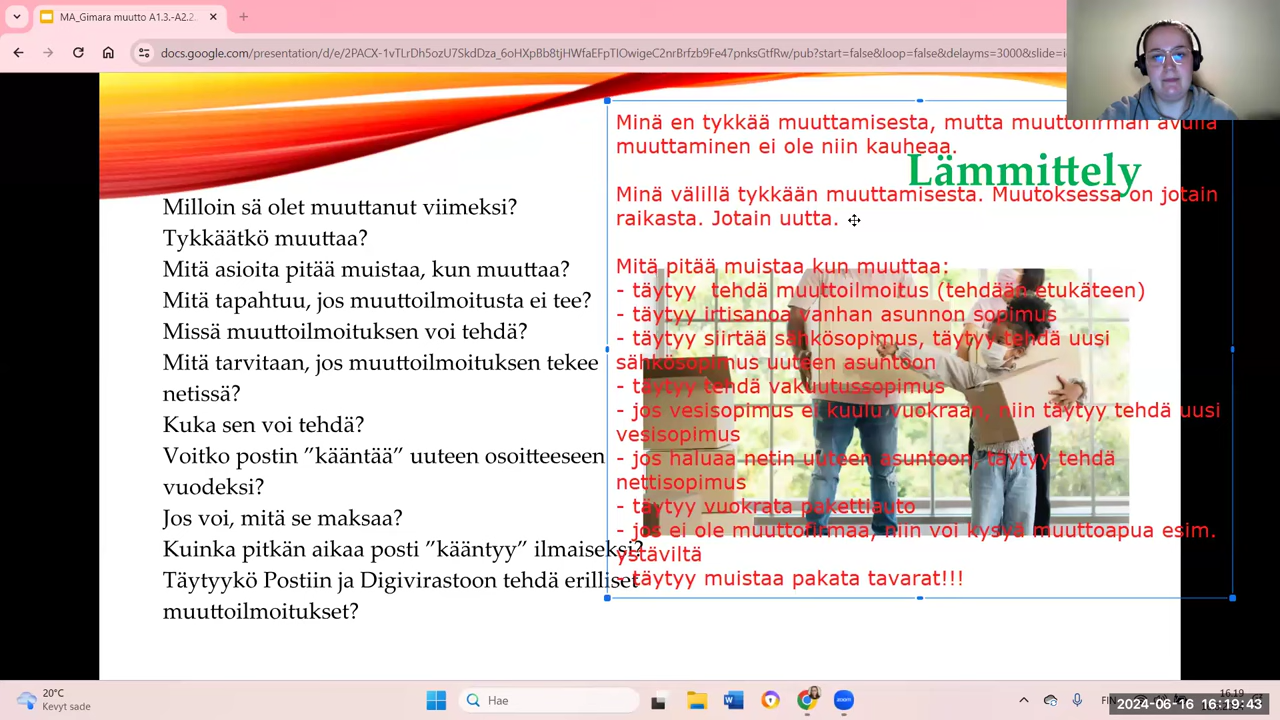 MA_Gimara muutto A1.3.-A2.2.
docs.google.com/presentation/d/e/2PACX-1vTLrDh5ozU7SkdDza_6oHXpBb8tjHWfaEFpTIOwigeC2nrBrfzb9Fe47pnksGtfRw/pub?start=false&loop=false&delayms=3000&slide=i
Lämmittely
Milloin sä olet muuttanut viimeksi?
Tykkäätkö muuttaa?
Mitä asioita pitää muistaa, kun muuttaa?
Mitä tapahtuu, jos muuttoilmoitusta ei tee?
Missä muuttoilmoituksen voi tehdä?
Mitä tarvitaan, jos muuttoilmoituksen tekee
netissä?
Kuka sen voi tehdä?
Voitko postin ”kääntää” uuteen osoitteeseen
vuodeksi?
Jos voi, mitä se maksaa?
Kuinka pitkän aikaa posti ”kääntyy” ilmaiseksi?
Täytyykö Postiin ja Digivirastoon tehdä erilliset
muuttoilmoitukset?
Minä en tykkää muuttamisesta, mutta muuttofirman avulla
muuttaminen ei ole niin kauheaa.
Minä välillä tykkään muuttamisesta. Muutoksessa on jotain
raikasta. Jotain uutta.
Mitä pitää muistaa kun muuttaa:
- täytyy tehdä muuttoilmoitus (tehdään etukäteen)
- täytyy irtisanoa vanhan asunnon sopimus
- täytyy siirtää sähkösopimus, täytyy tehdä uusi
sähkösopimus uuteen asuntoon
- täytyy tehdä vakuutussopimus
- jos vesisopimus ei kuulu vuokraan, niin täytyy tehdä uusi
vesisopimus
- jos haluaa netin uuteen asuntoon, täytyy tehdä
nettisopimus
- täytyy vuokrata pakettiauto
- jos ei ole muuttofirmaa, niin voi kysyä muuttoapua esim.
ystäviltä
- täytyy muistaa pakata tavarat!!!
20°C
Kevyt sade
Hae
zoom
FIN
16.19
2024-06-16 16:19:43